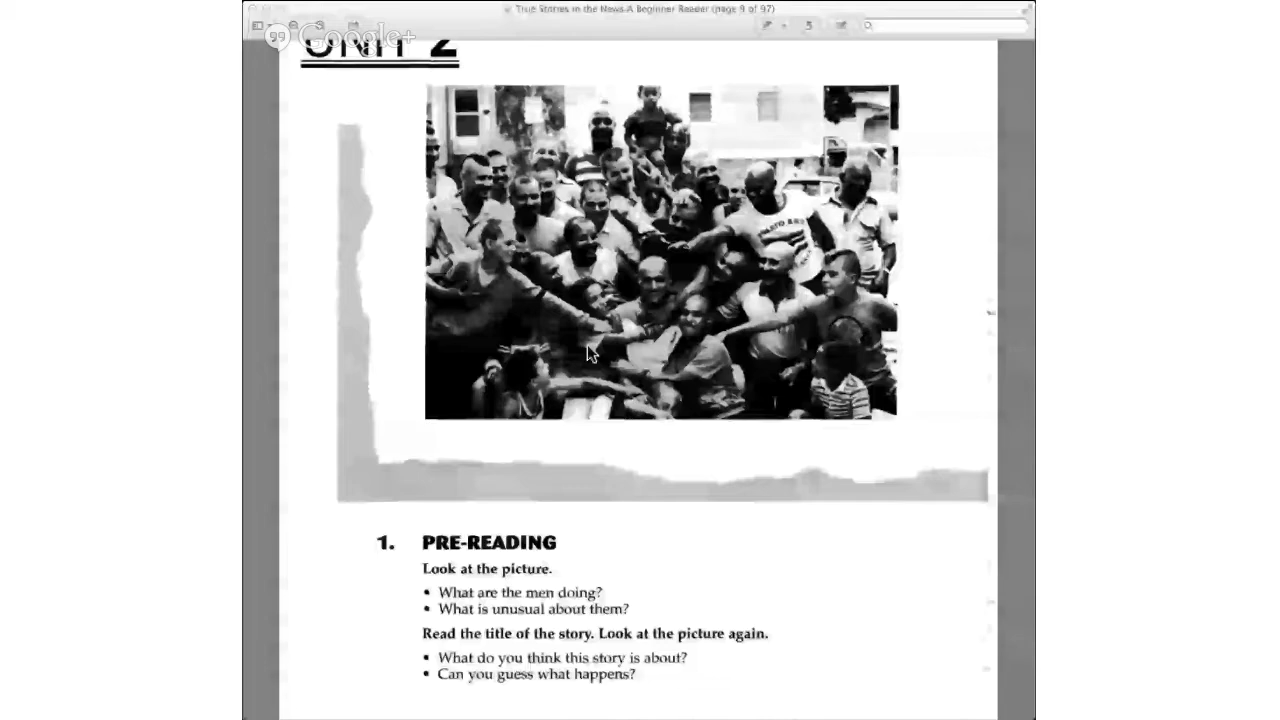 True Stories in the News-A Beginner Reader (page 9 of 97)
Google+
UNIT 2
1. PRE-READING
Look at the picture.
• What are the men doing?
• What is unusual about them?
Read the title of the story. Look at the picture again.
• What do you think this story is about?
• Can you guess what happens?